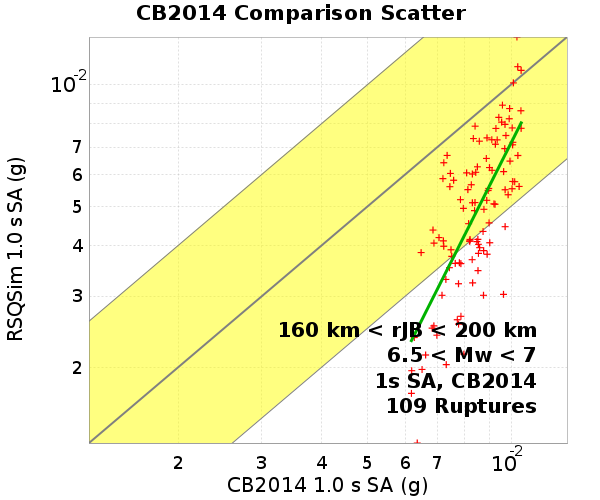 CB2014 Comparison Scatter
RSQSim 1.0 s SA (g)
10-2
7
6
5
4
3
2
160 km < rJB < 200 km
6.5 < Mw < 7
1s SA, CB2014
109 Ruptures
2 3 4 5 6 7 10-2
CB2014 1.0 s SA (g)